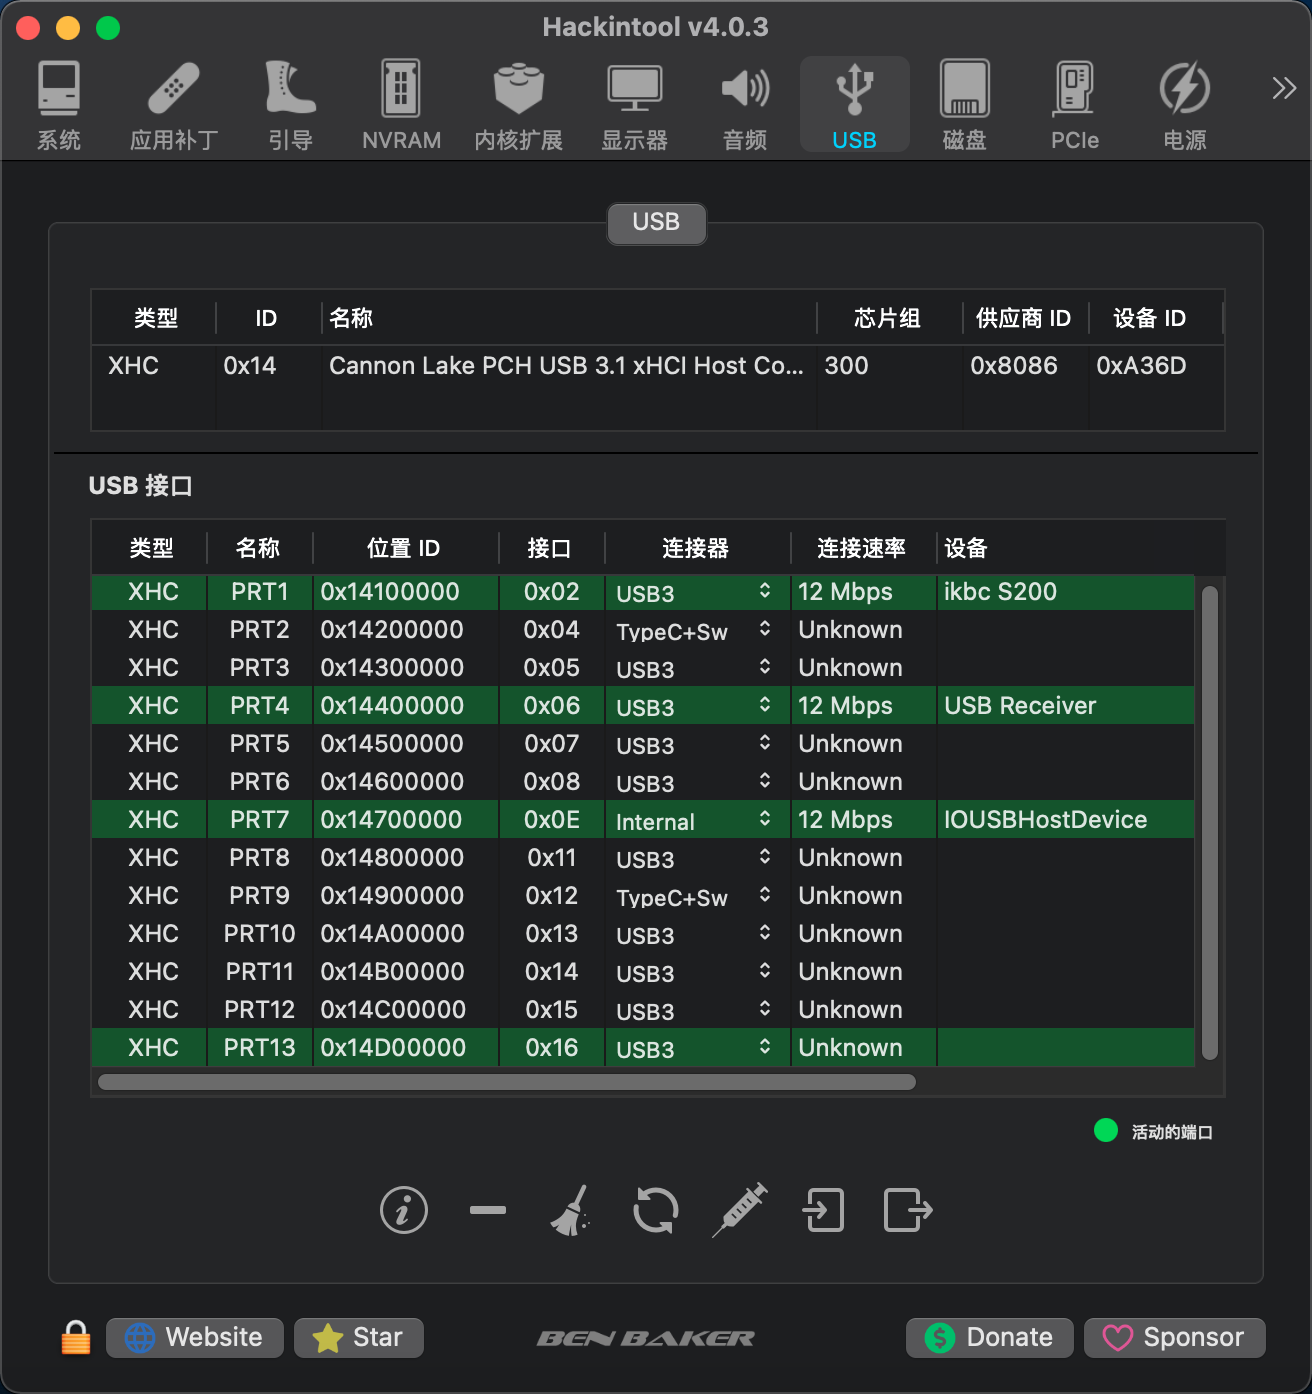 Hackintool v4.0.3
系统 应用补丁 引导 NVRAM 内核扩展 显示器 音频 USB 磁盘 PCIe 电源
USB
类型 ID 名称 芯片组 供应商 ID 设备 ID
XHC 0x14 Cannon Lake PCH USB 3.1 xHCI Host Co... 300 0x8086 0xA36D
USB 接口
类型 名称 位置 ID 接口 连接器 连接速率 设备
XHC PRT1 0x14100000 0x02 USB3 12 Mbps ikbc S200
XHC PRT2 0x14200000 0x04 TypeC+Sw Unknown
XHC PRT3 0x14300000 0x05 USB3 Unknown
XHC PRT4 0x14400000 0x06 USB3 12 Mbps USB Receiver
XHC PRT5 0x14500000 0x07 USB3 Unknown
XHC PRT6 0x14600000 0x08 USB3 Unknown
XHC PRT7 0x14700000 0x0E Internal 12 Mbps IOUSBHostDevice
XHC PRT8 0x14800000 0x11 USB3 Unknown
XHC PRT9 0x14900000 0x12 TypeC+Sw Unknown
XHC PRT10 0x14A00000 0x13 USB3 Unknown
XHC PRT11 0x14B00000 0x14 USB3 Unknown
XHC PRT12 0x14C00000 0x15 USB3 Unknown
XHC PRT13 0x14D00000 0x16 USB3 Unknown
活动的端口
Website Star BEN BAKER Donate Sponsor